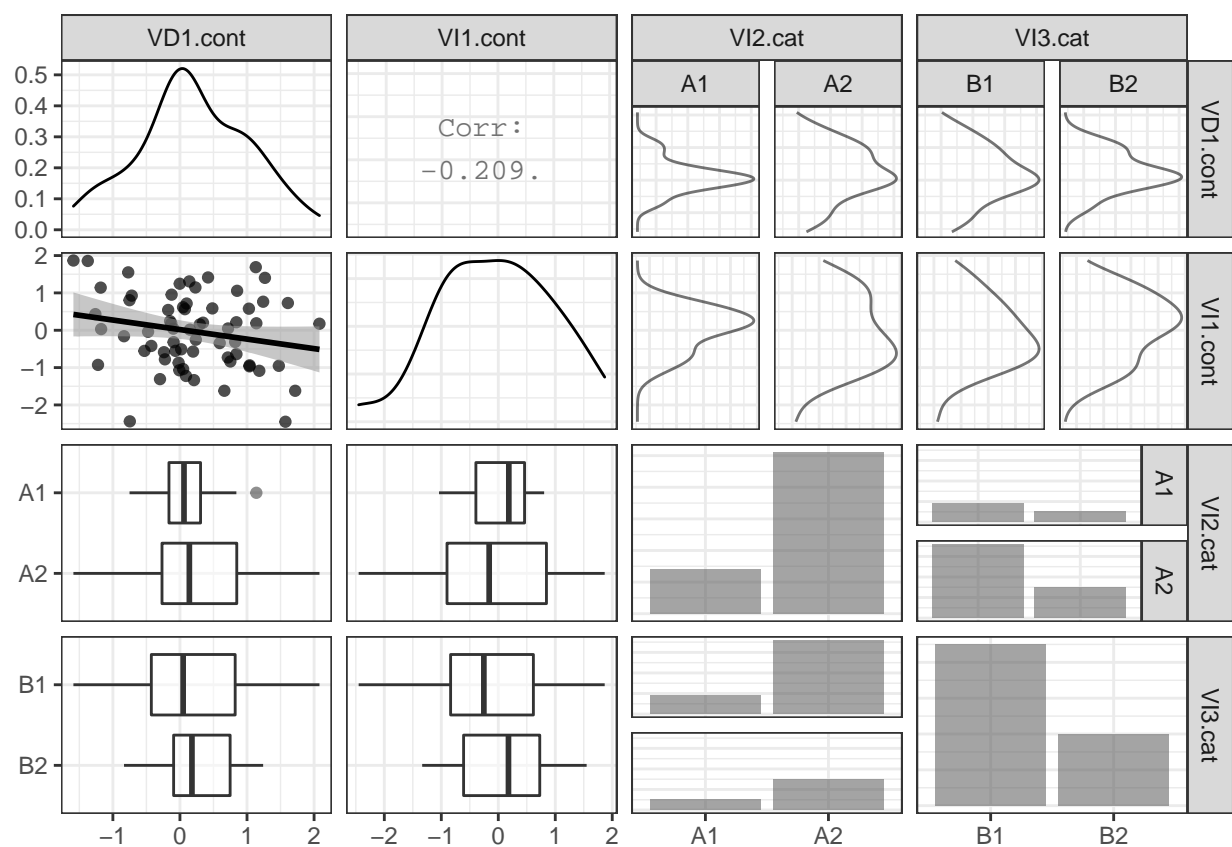 VD1.cont VI1.cont VI2.cat VI3.cat
A1 A2 B1 B2
0.5
0.4
0.3
0.2
0.1
0.0
Corr:
−0.209.
VD1.cont
2
1
0
−1
−2
VI1.cont
A1
A2
A1
A2
VI2.cat
B1
B2
VI3.cat
−1 0 1 2 −2 −1 0 1 2 A1 A2 B1 B2